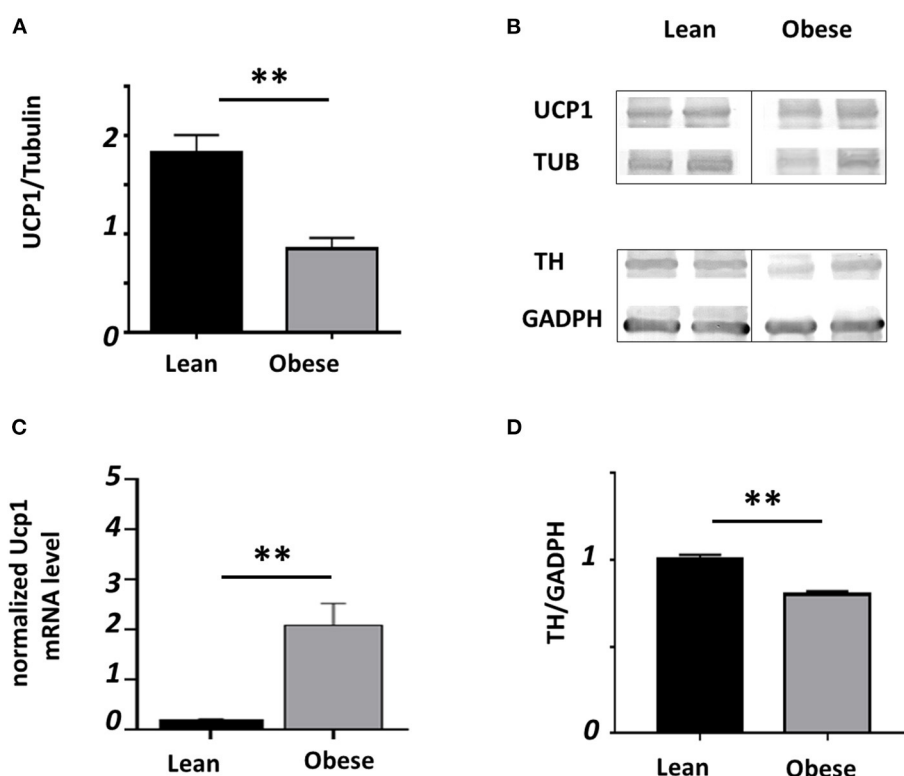 A
**
UCP1/Tubulin
2
1
0
Lean Obese
B
Lean Obese
UCP1
TUB
TH
GADPH
C
normalized Ucp1
mRNA level
5
4
3
2
1
0
**
Lean Obese
D
**
TH/GADPH
1
0
Lean Obese